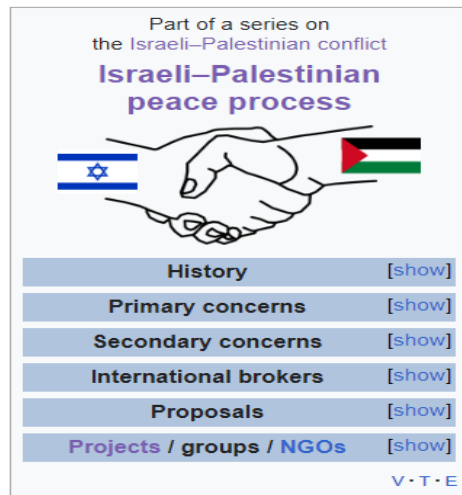 Part of a series on
the Israeli–Palestinian conflict
Israeli–Palestinian
peace process
History [show]
Primary concerns [show]
Secondary concerns [show]
International brokers [show]
Proposals [show]
Projects / groups / NGOs [show]
V · T · E